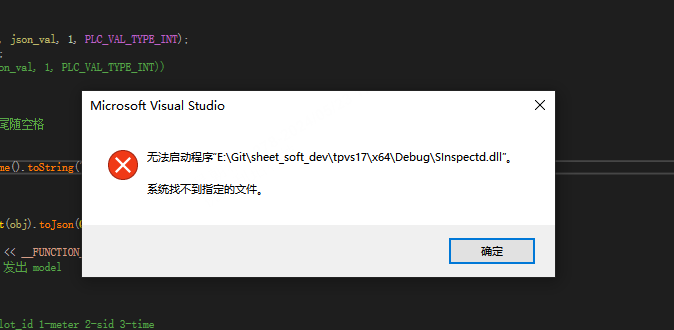 , json_val, 1, PLC_VAL_TYPE_INT);
;
on_val, 1, PLC_VAL_TYPE_INT))
尾随空格
Microsoft Visual Studio
无法启动程序"E:\Git\sheet_soft_dev\tpvs17\x64\Debug\SInspectd.dll"。
系统找不到指定的文件。
me().toString(
t(obj).toJson(
<< __FUNCTION_
发出 model
确定
lot_id 1-meter 2-sid 3-time